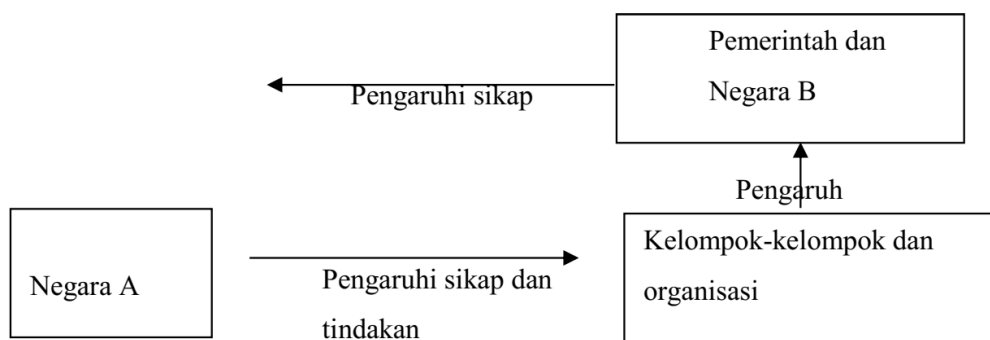 Pemerintah dan
Negara B
Pengaruhi sikap
Pengaruh
Negara A
Pengaruhi sikap dan
tindakan
Kelompok-kelompok dan
organisasi